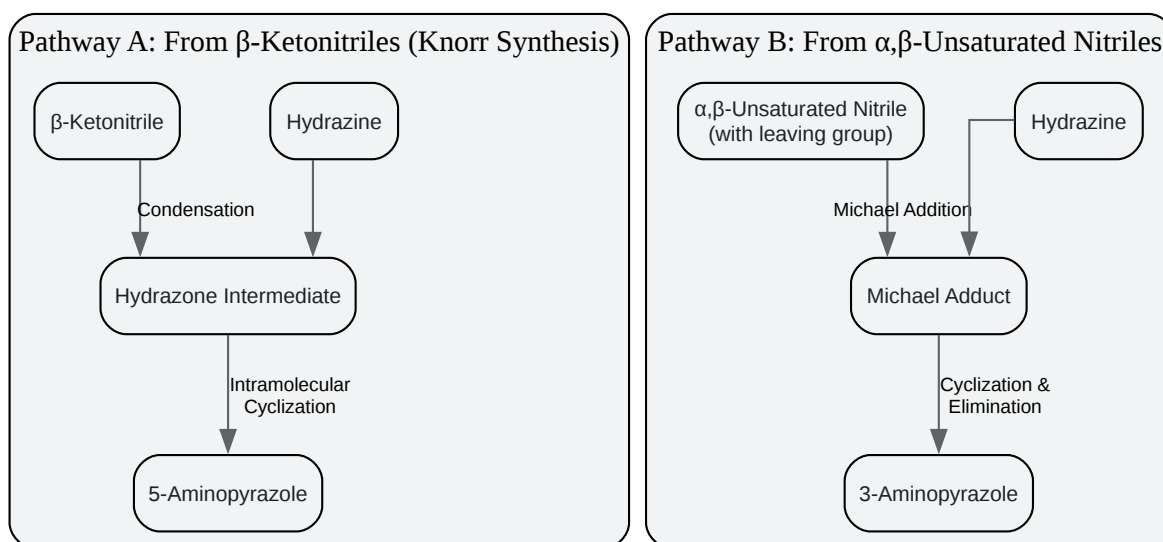 Pathway A: From β-Ketonitriles (Knorr Synthesis)
β-Ketonitrile
Hydrazine
Condensation
Hydrazone Intermediate
Intramolecular
Cyclization
5-Aminopyrazole
Pathway B: From α,β-Unsaturated Nitriles
α,β-Unsaturated Nitrile
(with leaving group)
Hydrazine
Michael Addition
Michael Adduct
Cyclization &
Elimination
3-Aminopyrazole